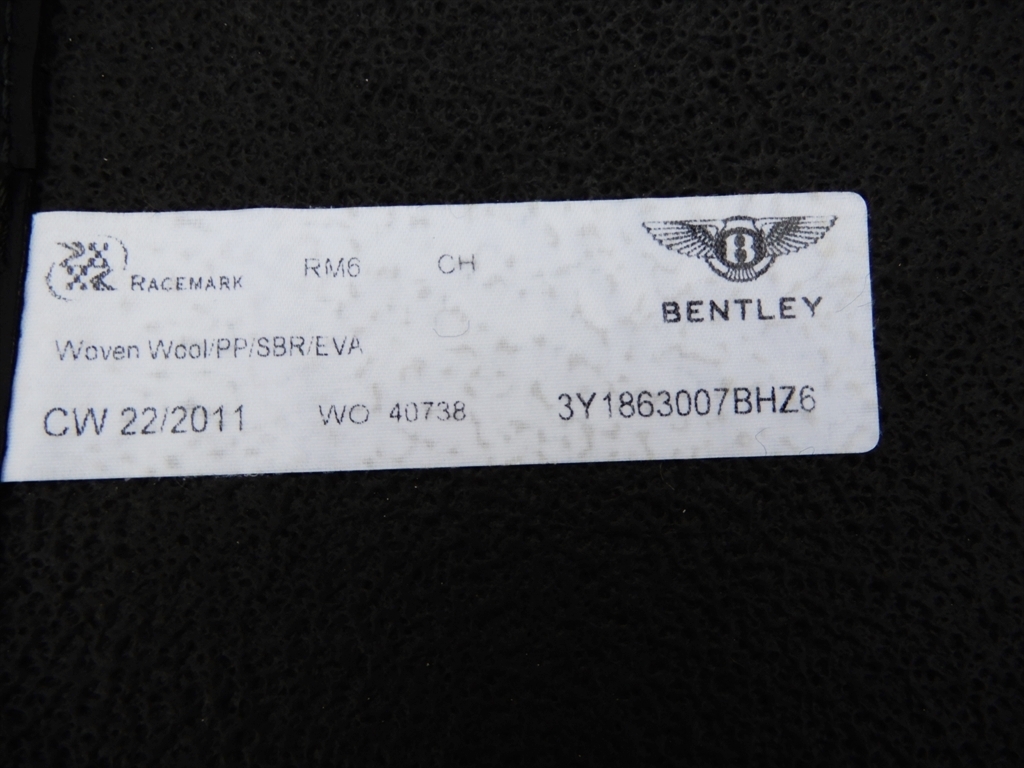 RACEMARK RM6 CH
B
BENTLEY
Woven Wool/PP/SBR/EVA
CW 22/2011 WO 40738 3Y1863007BHZ6